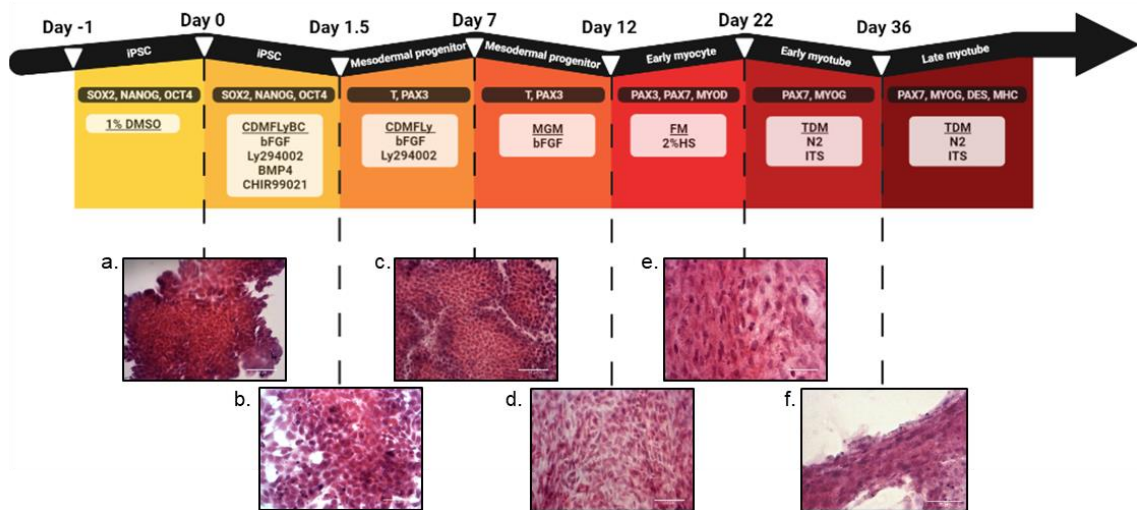 Day -1
Day 0
Day 1.5
Day 7
Day 12
Day 22
Day 36
iPSC
iPSC
Mesodermal progenitor
Mesodermal progenitor
Early myocyte
Early myotube
Late myotube
SOX2, NANOG, OCT4
SOX2, NANOG, OCT4
T, PAX3
T, PAX3
PAX3, PAX7, MYOD
PAX7, MYOG
PAX7, MYOG, DES, MHC
1% DMSO
CDMFLyBC
bFGF
Ly294002
BMP4
CHIR99021
CDMFLy
bFGF
Ly294002
MGM
bFGF
FM
2%HS
TDM
N2
ITS
TDM
N2
ITS
a.
c.
e.
b.
d.
f.